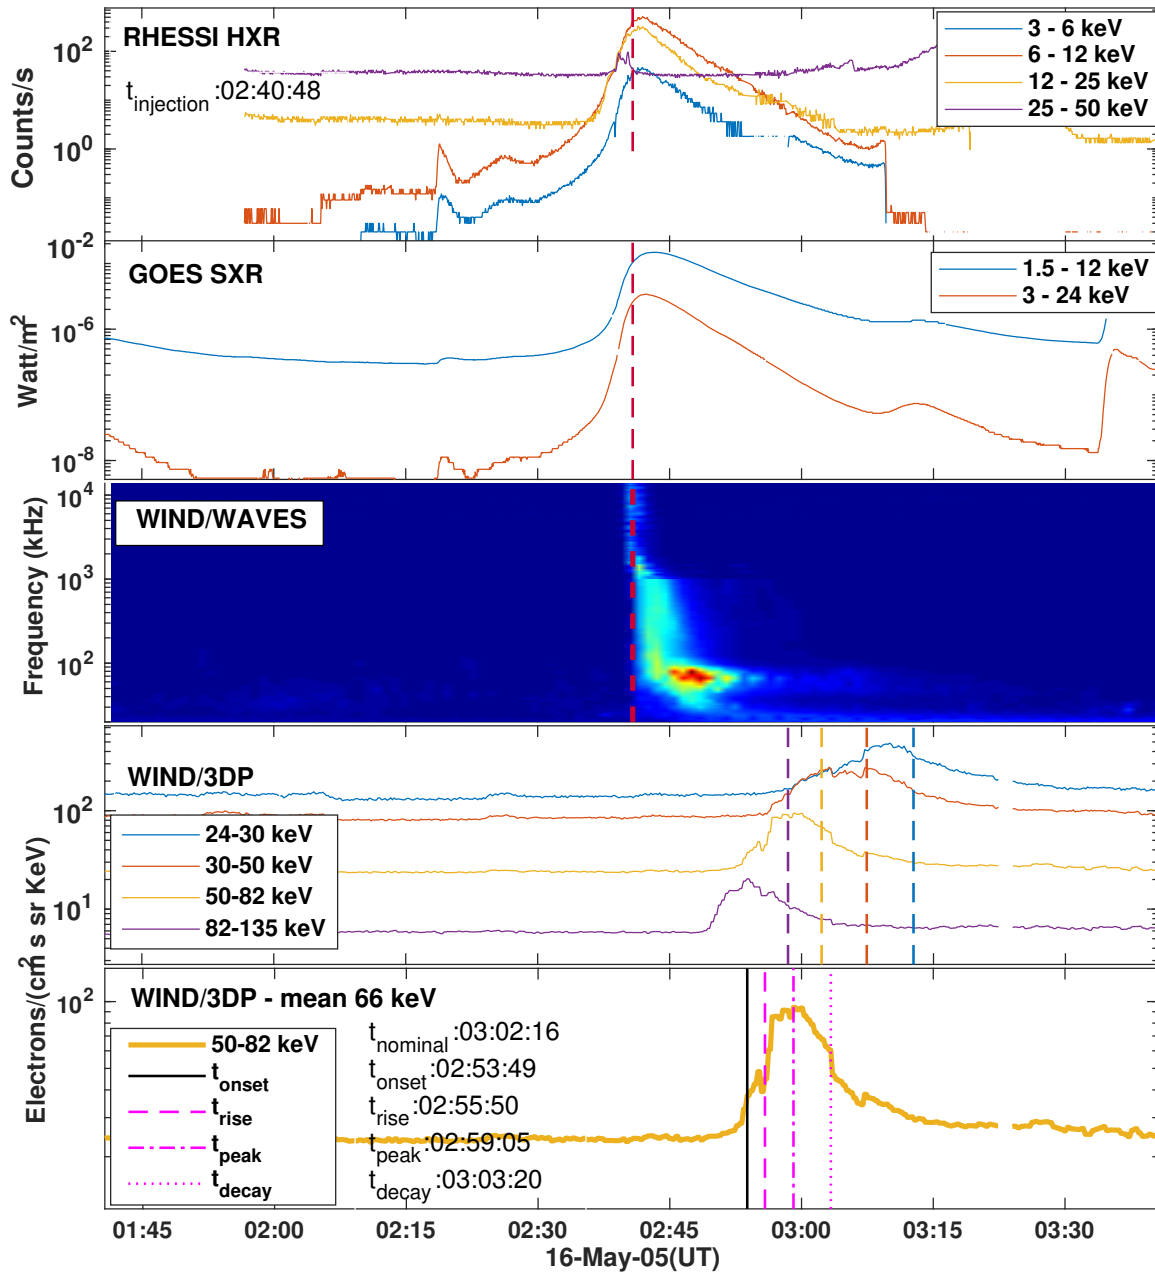 RHESSI HXR
t_injection :02:40:48
3 - 6 keV
6 - 12 keV
12 - 25 keV
25 - 50 keV
Counts/s
10^2
10^0
GOES SXR
1.5 - 12 keV
3 - 24 keV
Watt/m^2
10^-2
10^-6
10^-8
WIND/WAVES
Frequency (kHz)
10^4
10^3
10^2
WIND/3DP
24-30 keV
30-50 keV
50-82 keV
82-135 keV
10^2
10^1
Electrons/(cm^2 s sr KeV)
WIND/3DP - mean 66 keV
50-82 keV
t_onset
t_rise
t_peak
t_decay
t_nominal :03:02:16
t_onset :02:53:49
t_rise :02:55:50
t_peak :02:59:05
t_decay :03:03:20
10^2
01:45 02:00 02:15 02:30 02:45 03:00 03:15 03:30
16-May-05(UT)